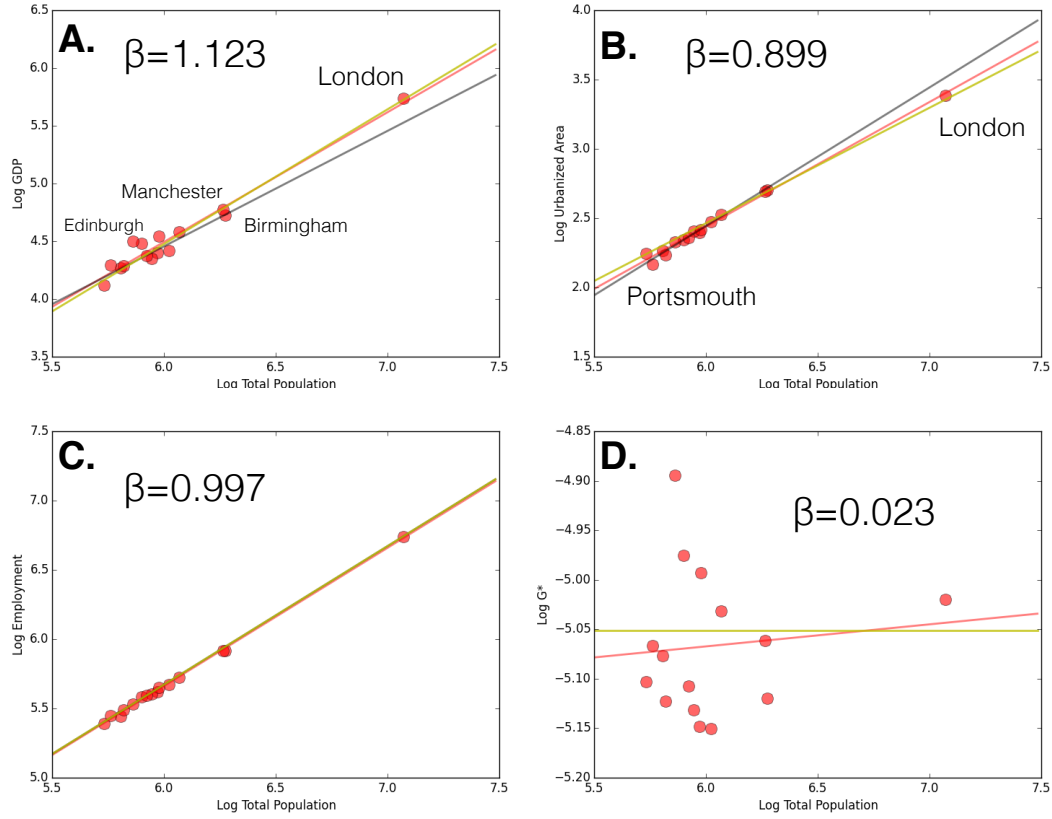 A.
β=1.123
London
Manchester
Edinburgh
Birmingham
6.5
6.0
5.5
5.0
4.5
4.0
3.5
Log GDP
5.5 6.0 6.5 7.0 7.5
Log Total Population
B.
β=0.899
London
Portsmouth
4.0
3.5
3.0
2.5
2.0
1.5
Log Urbanized Area
5.5 6.0 6.5 7.0 7.5
Log Total Population
C.
β=0.997
7.5
7.0
6.5
6.0
5.5
5.0
Log Employment
5.5 6.0 6.5 7.0 7.5
Log Total Population
D.
β=0.023
−4.85
−4.90
−4.95
−5.00
−5.05
−5.10
−5.15
−5.20
Log G*
5.5 6.0 6.5 7.0 7.5
Log Total Population